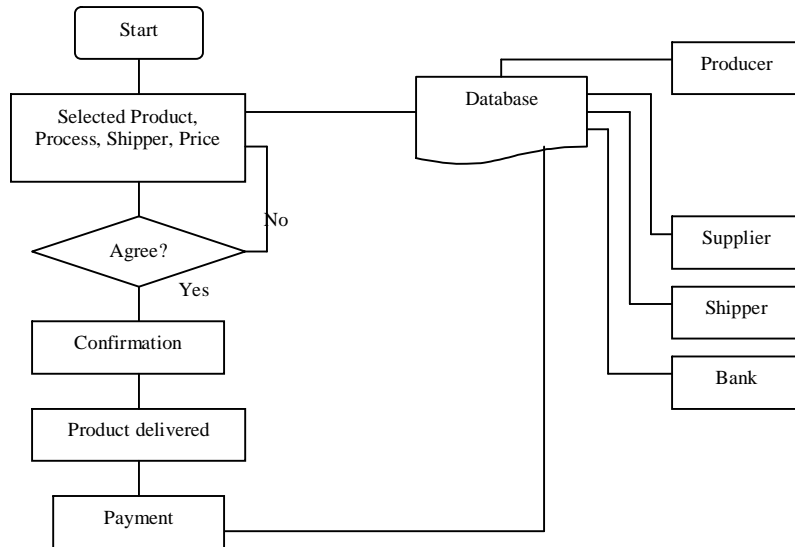 Start
Selected Product,
Process, Shipper, Price
Agree?
No
Yes
Confirmation
Product delivered
Payment
Database
Producer
Supplier
Shipper
Bank